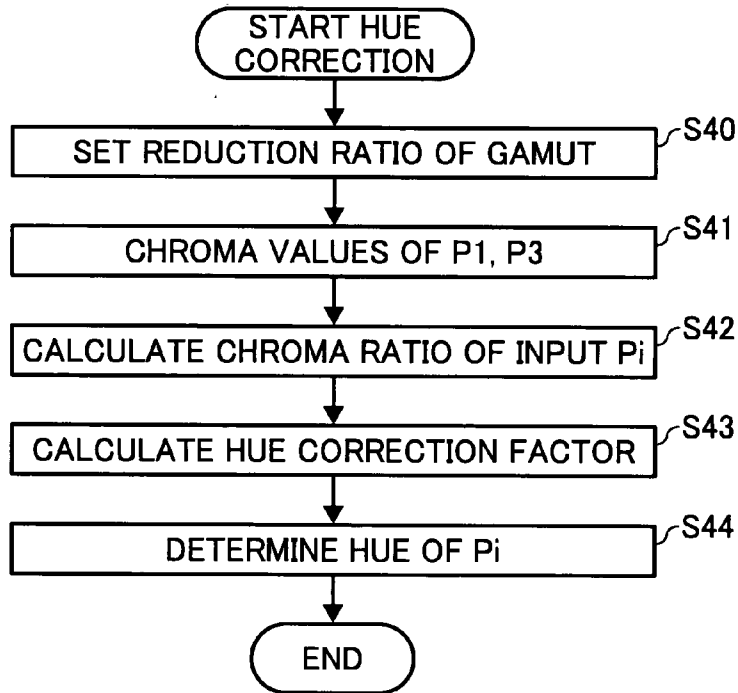 START HUE
CORRECTION
S40
SET REDUCTION RATIO OF GAMUT
S41
CHROMA VALUES OF P1, P3
S42
CALCULATE CHROMA RATIO OF INPUT Pi
S43
CALCULATE HUE CORRECTION FACTOR
S44
DETERMINE HUE OF Pi
END